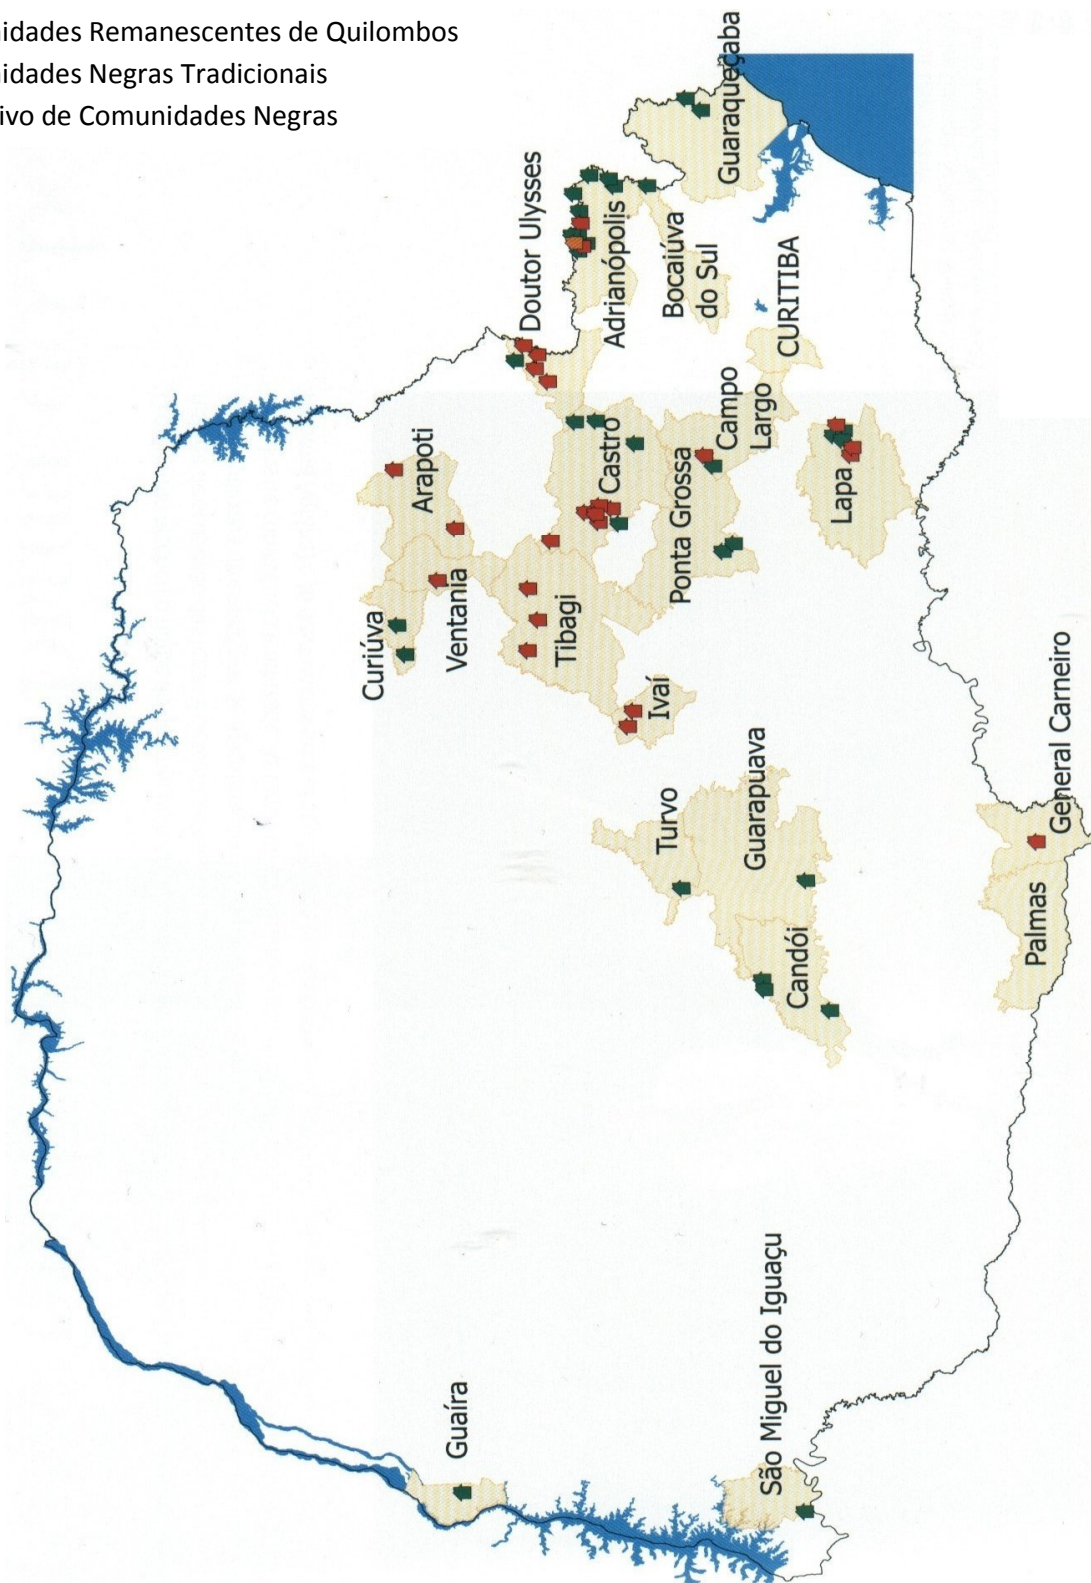 nidades Remanescentes de Quilombos
nidades Negras Tradicionais
ivo de Comunidades Negras
Guaraqueçaba
Doutor Ulysses
Adrianópolis
Bocaiúva
do Sul
CURITIBA
Arapoti
Castro
Campo
Largo
Ponta Grossa
Lapa
Curiúva
Ventania
Tibagi
Ivaí
Turvo
Guarapuava
General Carneiro
Candói
Palmas
Guaíra
São Miguel do Iguaçu